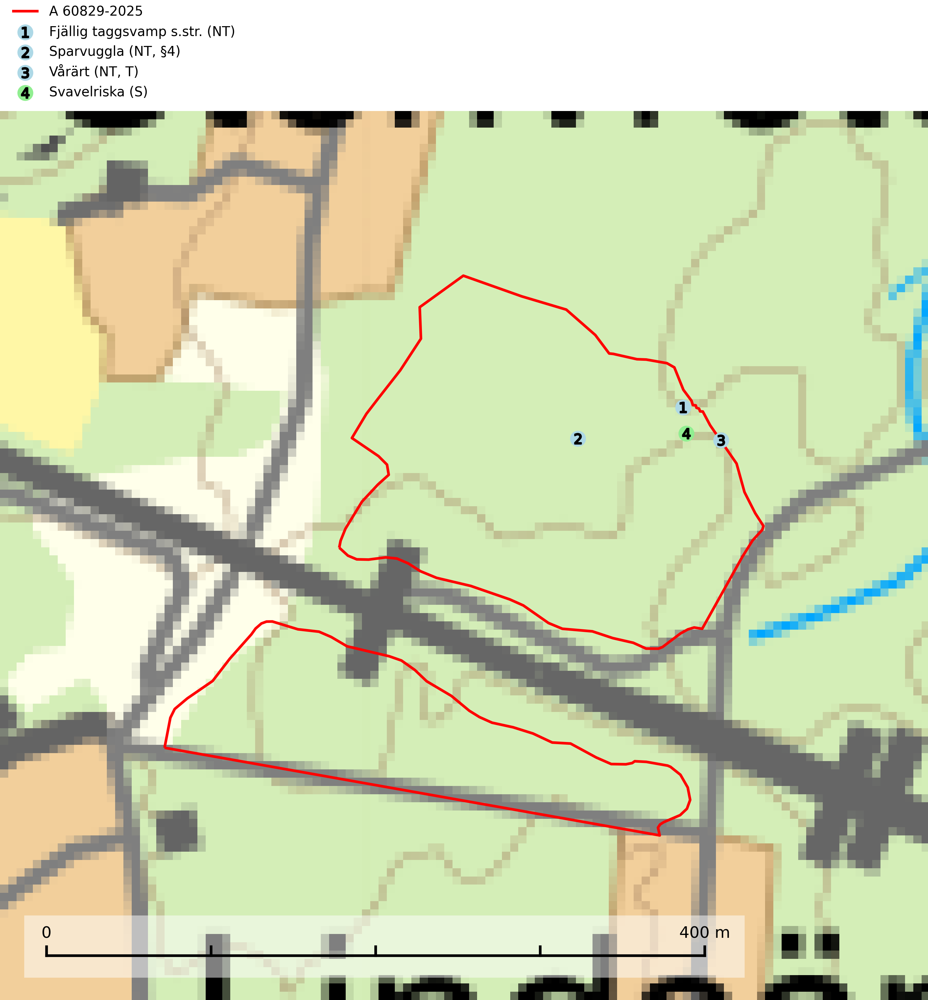 A 60829-2025
1 Fjällig taggsvamp s.str. (NT)
2 Sparvuggla (NT, §4)
3 Vårärt (NT, T)
4 Svavelriska (S)
1
2
4
3
0 400 m